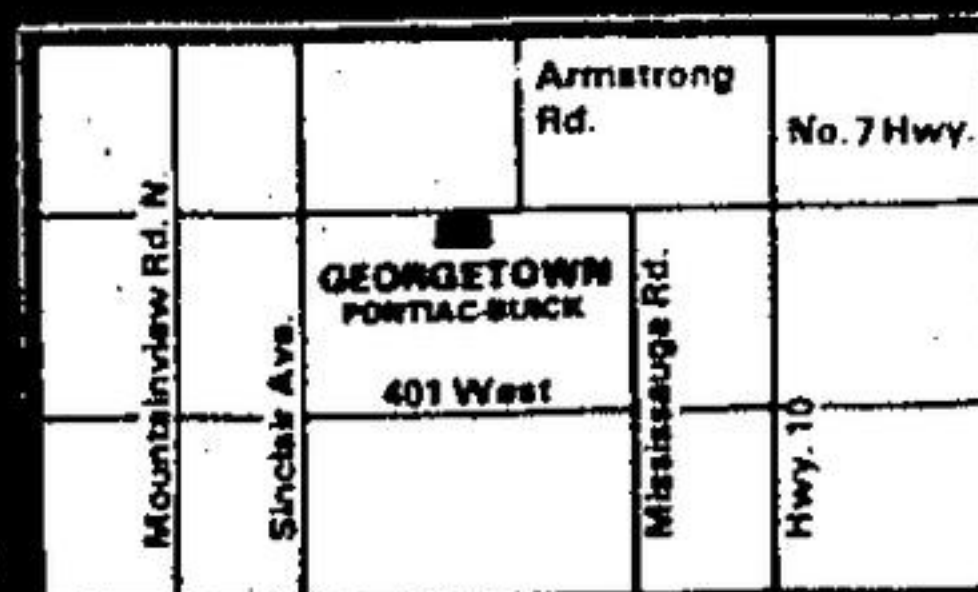 Armstrong
Rd.
No. 7 Hwy.
Mountainview Rd. N
Sinclair Ave.
GEORGETOWN
PONTIAC-BUICK
401 West
Mississauga Rd.
Hwy. 10